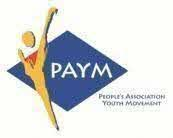 PAYM
PEOPLE'S ASSOCIATION
YOUTH MOVEMENT